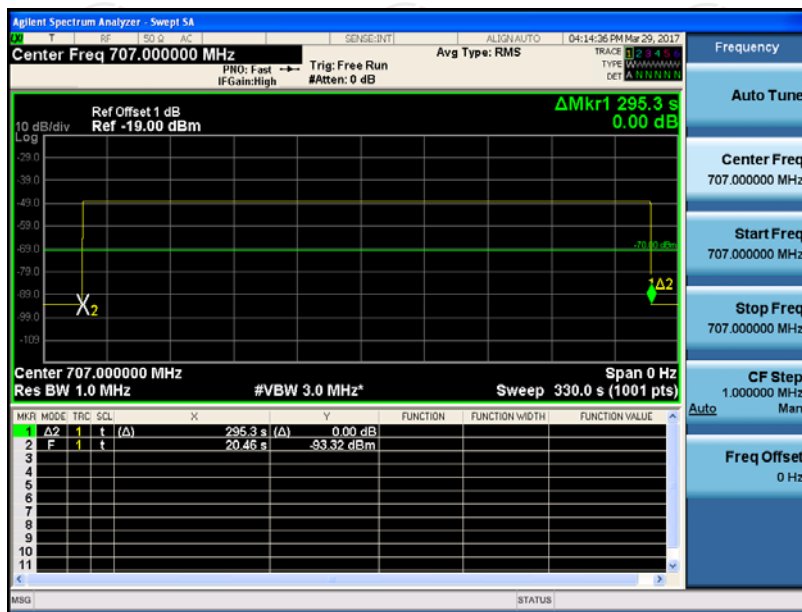 Agilent Spectrum Analyzer - Swept SA
T RF 50 Ω AC SENSE:INT ALIGN AUTO 04:14:36 PM Mar 29, 2017
Center Freq 707.000000 MHz
PNO: Fast
IFGain:High
Trig: Free Run
#Atten: 0 dB
Avg Type: RMS
TRACE 1 2 3 4 5 6
TYPE WWWWWW
DET A N N N N N
Ref Offset 1 dB
10 dB/div Ref -19.00 dBm
Log
ΔMkr1 295.3 s
0.00 dB
-29.0
-39.0
-49.0
-59.0
-69.0
-70.00 dBm
-79.0
-89.0
1Δ2
-99.0
X2
-109
Center 707.000000 MHz Span 0 Hz
Res BW 1.0 MHz #VBW 3.0 MHz* Sweep 330.0 s (1001 pts)
MKR MODE TRC SCL X Y FUNCTION FUNCTION WIDTH FUNCTION VALUE
1 Δ2 1 t (Δ) 295.3 s (Δ) 0.00 dB
2 F 1 t 20.46 s -93.32 dBm
3
4
5
6
7
8
9
10
11
MSG STATUS
Frequency
Auto Tune
Center Freq
707.000000 MHz
Start Freq
707.000000 MHz
Stop Freq
707.000000 MHz
CF Step
1.000000 MHz
Auto Man
Freq Offset
0 Hz